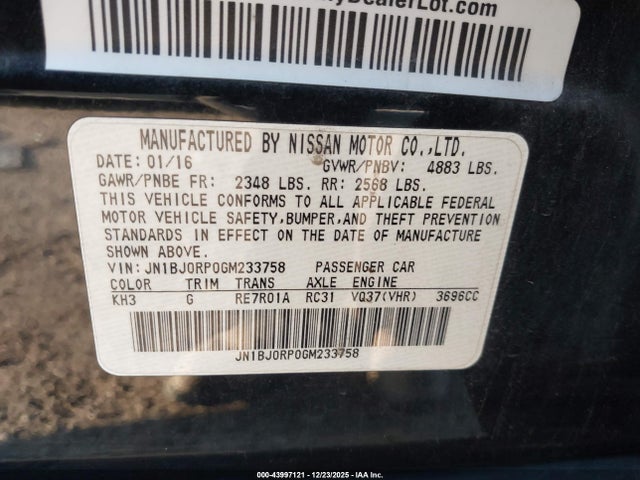 yDealerLot.com
MANUFACTURED BY NISSAN MOTOR CO.,LTD.
DATE: 01/16 GVWR/PNBV: 4883 LBS.
GAWR/PNBE FR: 2348 LBS. RR: 2568 LBS.
THIS VEHICLE CONFORMS TO ALL APPLICABLE FEDERAL
MOTOR VEHICLE SAFETY,BUMPER,AND THEFT PREVENTION
STANDARDS IN EFFECT ON THE DATE OF MANUFACTURE
SHOWN ABOVE.
VIN: JN1BJ0RP0GM233758 PASSENGER CAR
COLOR TRIM TRANS AXLE ENGINE
KH3 G RE7R01A RC31 VQ37(VHR) 3696CC
JN1BJ0RP0GM233758
000-43997121 - 12/23/2025 - IAA Inc.